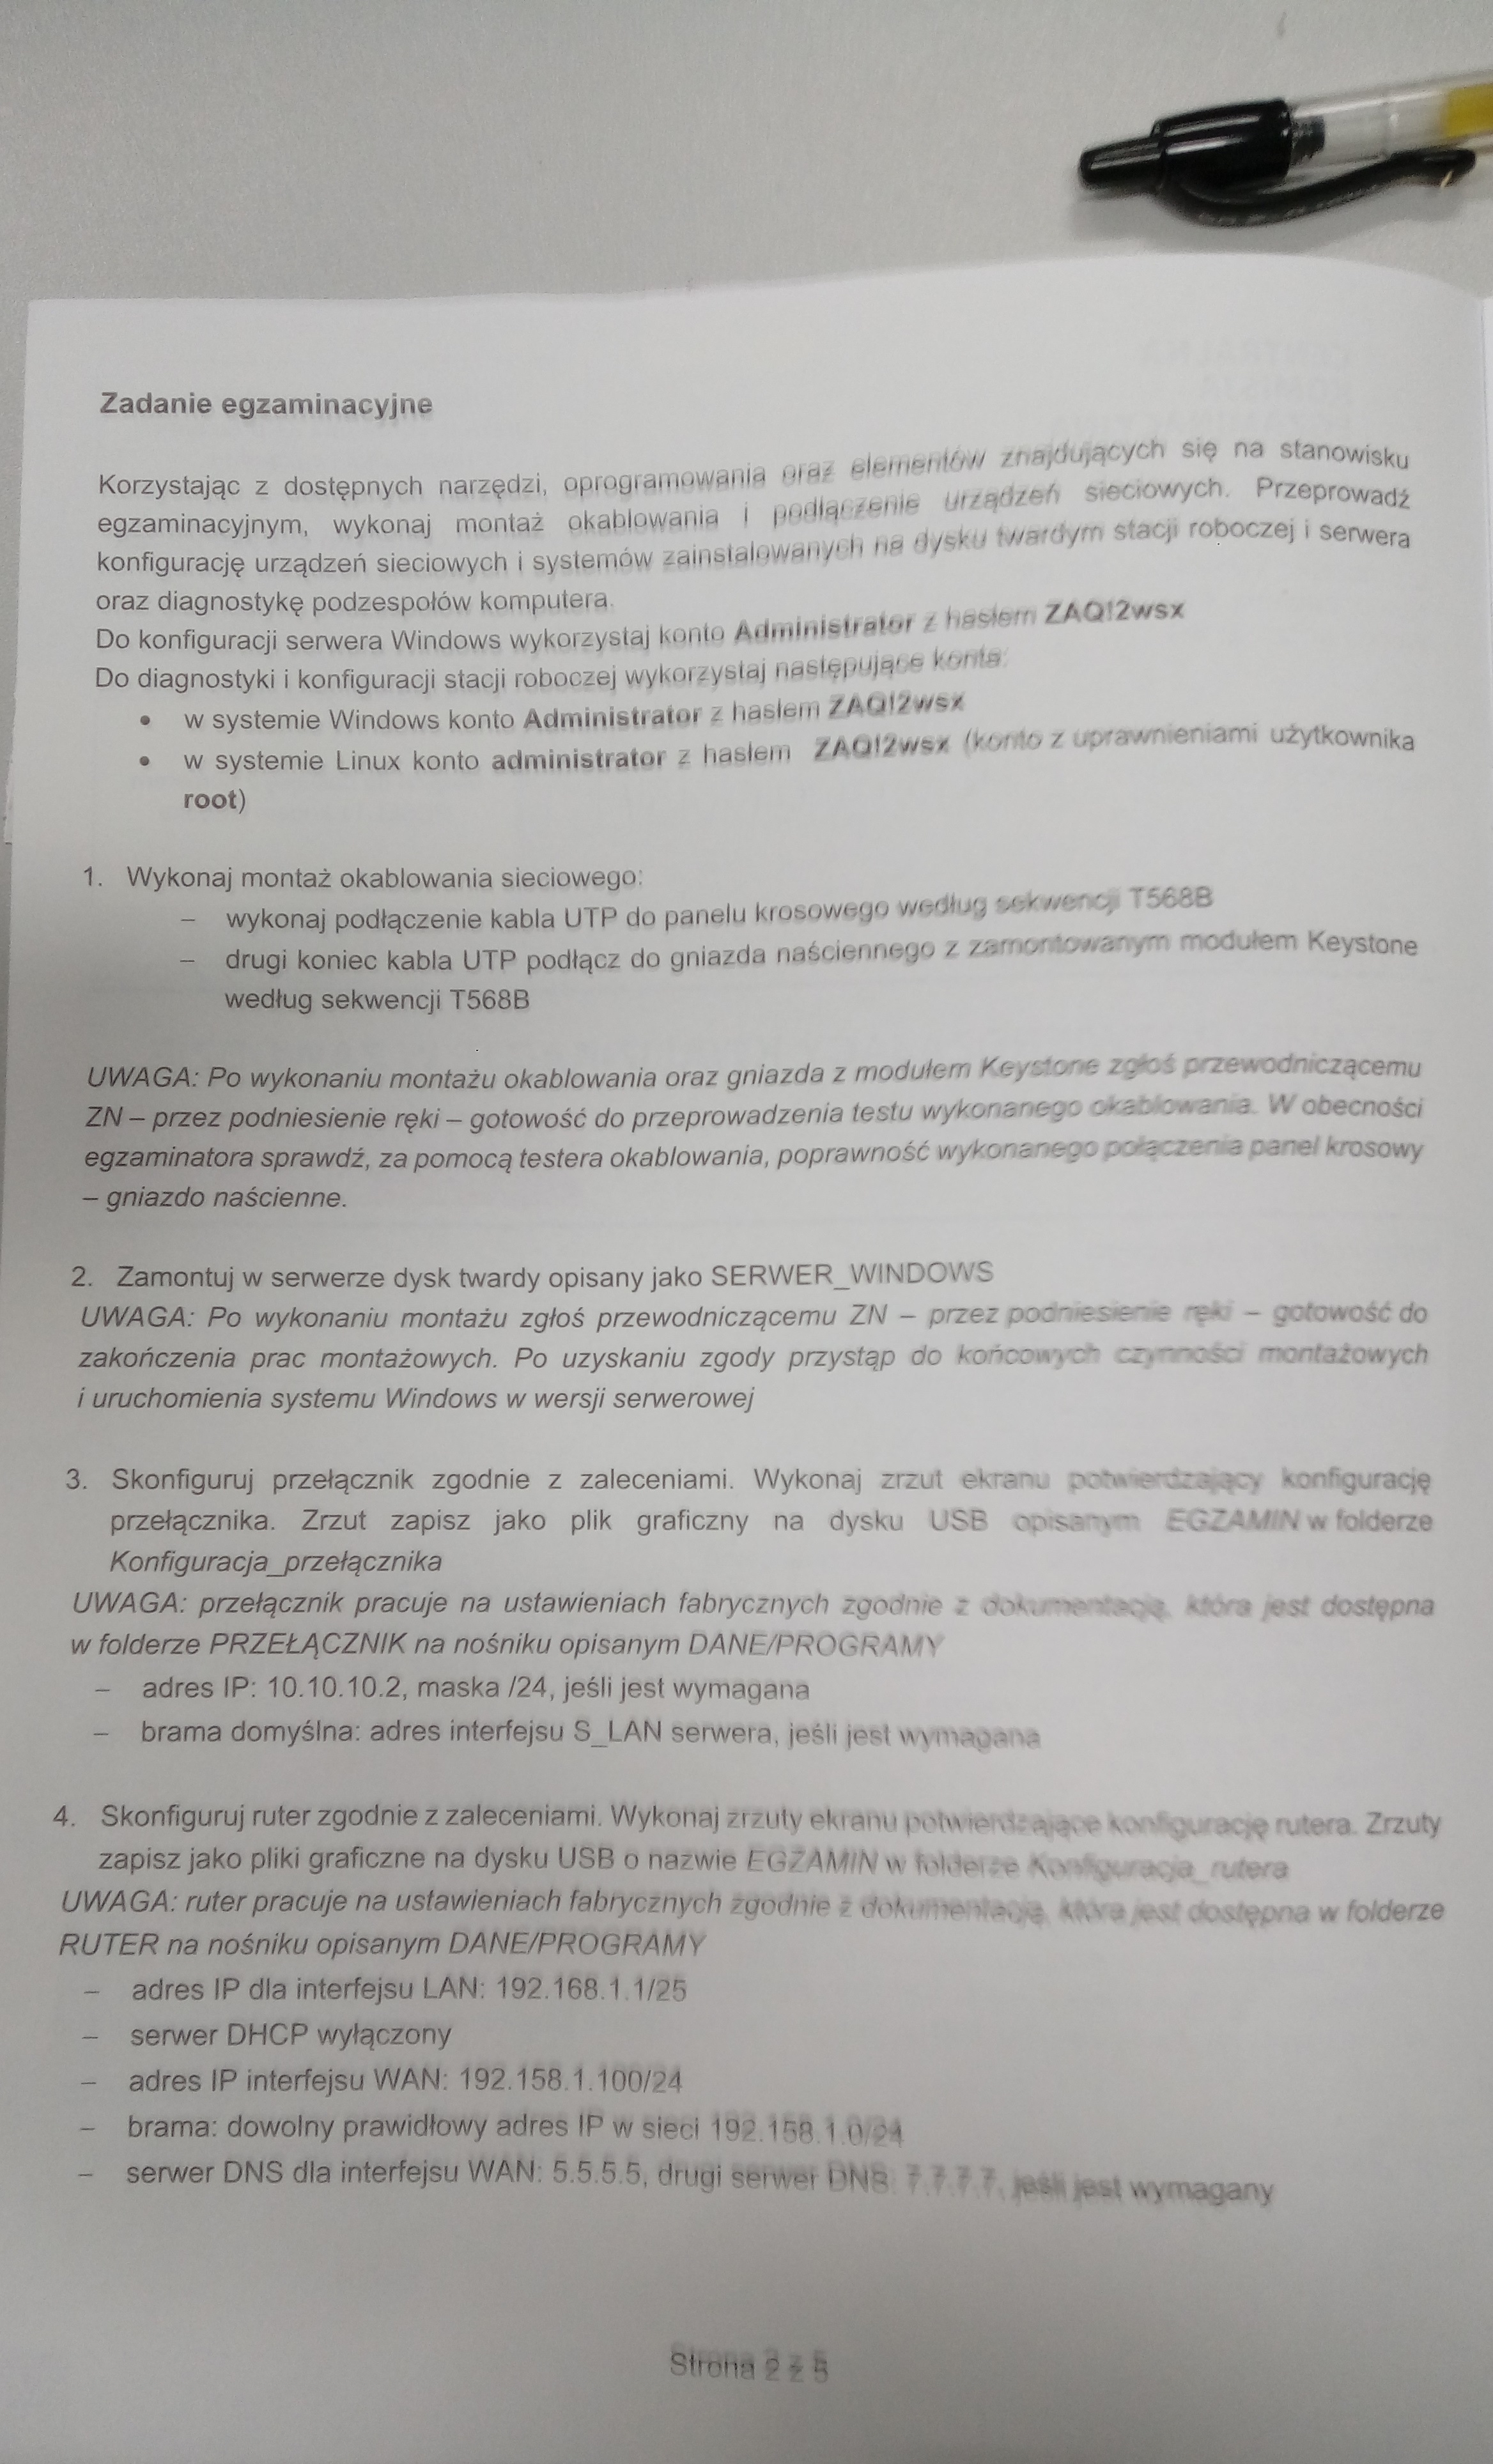 Zadanie egzaminacyjne
Korzystając z dostępnych narzędzi, oprogramowania oraz elementów znajdujących się na stanowisku
egzaminacyjnym, wykonaj montaż okablowania i podłączenie urządzeń sieciowych. Przeprowadź
konfigurację urządzeń sieciowych i systemów zainstalowanych na dysku twardym stacji roboczej i serwera
oraz diagnostykę podzespołów komputera.
Do konfiguracji serwera Windows wykorzystaj konto Administrator z hasłem ZAQ!2wsx
Do diagnostyki i konfiguracji stacji roboczej wykorzystaj następujące konta:
• w systemie Windows konto Administrator z hasłem ZAQ!2wsx
• w systemie Linux konto administrator z hasłem ZAQ!2wsx (konto z uprawnieniami użytkownika
root)
1. Wykonaj montaż okablowania sieciowego:
– wykonaj podłączenie kabla UTP do panelu krosowego według sekwencji T568B
– drugi koniec kabla UTP podłącz do gniazda naściennego z zamontowanym modułem Keystone
według sekwencji T568B
UWAGA: Po wykonaniu montażu okablowania oraz gniazda z modułem Keystone zgłoś przewodniczącemu
ZN – przez podniesienie ręki – gotowość do przeprowadzenia testu wykonanego okablowania. W obecności
egzaminatora sprawdź, za pomocą testera okablowania, poprawność wykonanego połączenia panel krosowy
– gniazdo naścienne.
2. Zamontuj w serwerze dysk twardy opisany jako SERWER_WINDOWS
UWAGA: Po wykonaniu montażu zgłoś przewodniczącemu ZN – przez podniesienie ręki – gotowość do
zakończenia prac montażowych. Po uzyskaniu zgody przystąp do końcowych czynności montażowych
i uruchomienia systemu Windows w wersji serwerowej
3. Skonfiguruj przełącznik zgodnie z zaleceniami. Wykonaj zrzut ekranu potwierdzający konfigurację
przełącznika. Zrzut zapisz jako plik graficzny na dysku USB opisanym EGZAMIN w folderze
Konfiguracja_przełącznika
UWAGA: przełącznik pracuje na ustawieniach fabrycznych zgodnie z dokumentacją, która jest dostępna
w folderze PRZEŁĄCZNIK na nośniku opisanym DANE/PROGRAMY
– adres IP: 10.10.10.2, maska /24, jeśli jest wymagana
– brama domyślna: adres interfejsu S_LAN serwera, jeśli jest wymagana
4. Skonfiguruj ruter zgodnie z zaleceniami. Wykonaj zrzuty ekranu potwierdzające konfigurację rutera. Zrzuty
zapisz jako pliki graficzne na dysku USB o nazwie EGZAMIN w folderze Konfiguracja_rutera
UWAGA: ruter pracuje na ustawieniach fabrycznych zgodnie z dokumentacją, która jest dostępna w folderze
RUTER na nośniku opisanym DANE/PROGRAMY
– adres IP dla interfejsu LAN: 192.168.1.1/25
– serwer DHCP wyłączony
– adres IP interfejsu WAN: 192.158.1.100/24
– brama: dowolny prawidłowy adres IP w sieci 192.158.1.0/24
– serwer DNS dla interfejsu WAN: 5.5.5.5, drugi serwer DNS: 7.7.7.7, jeśli jest wymagany
Strona 2 z 5